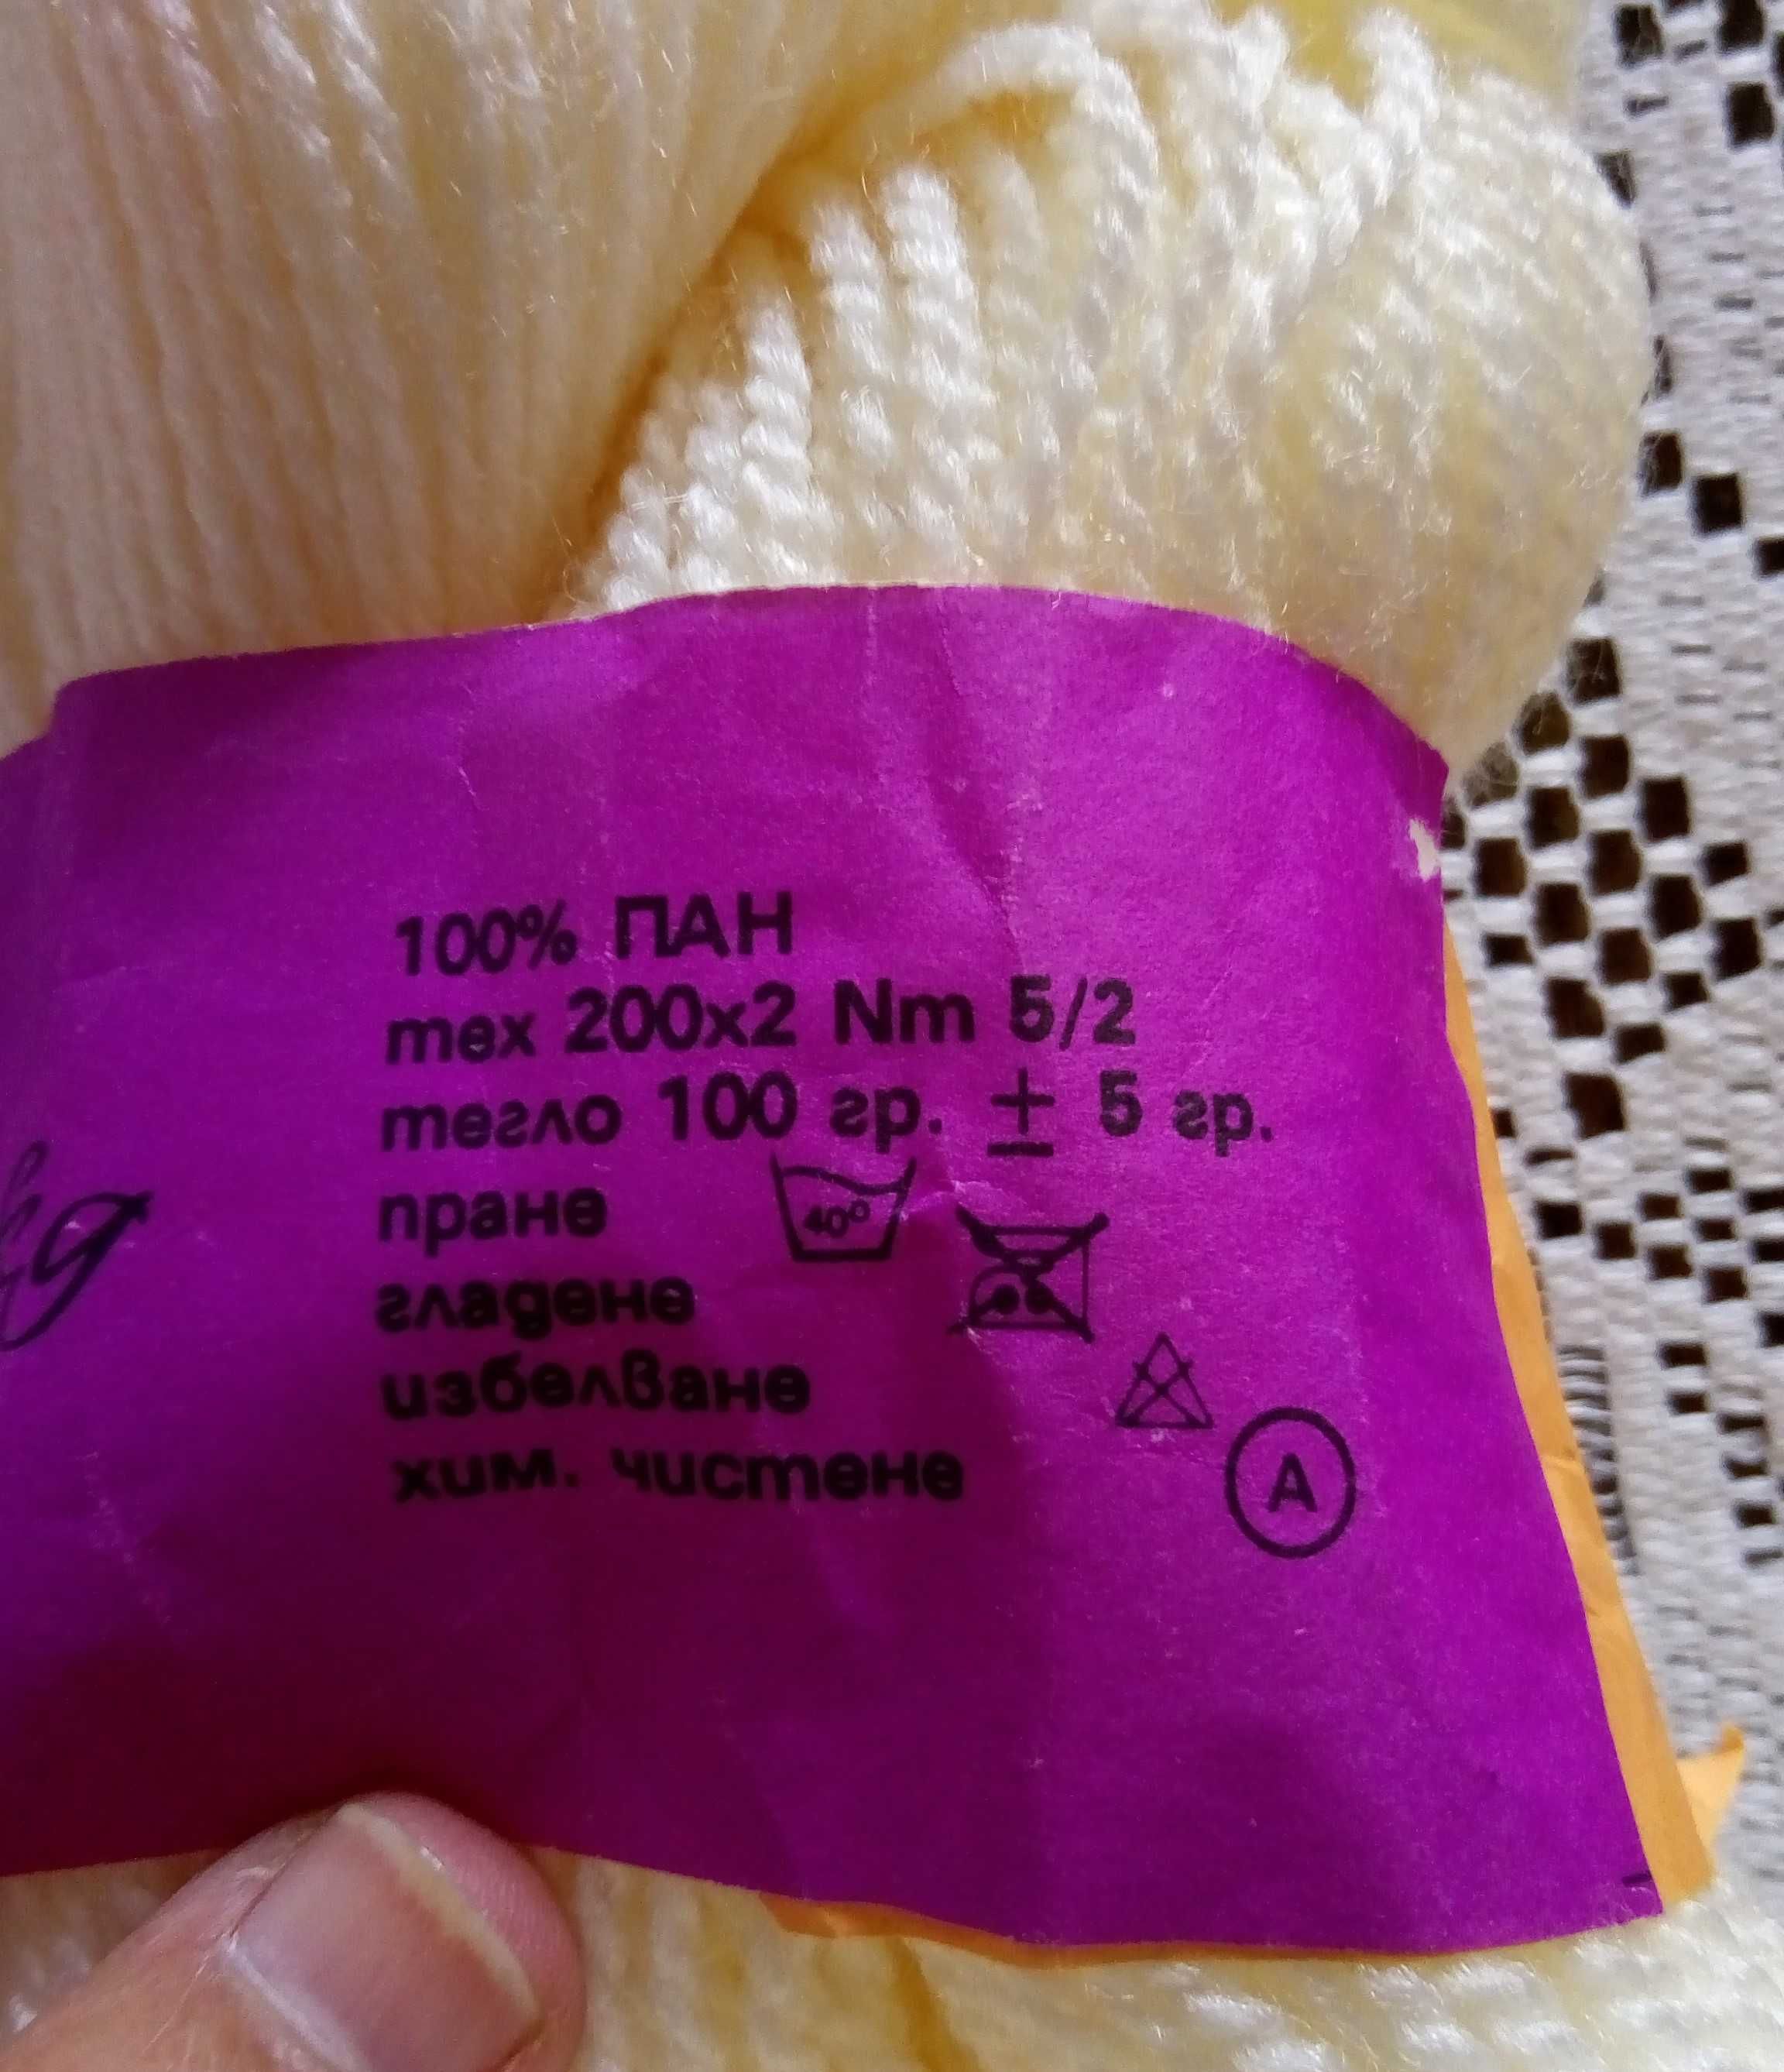 100% ПАН
тех 200x2 Nm 5/2
тегло 100 гр. ± 5 гр.
пране 40°
гладене
избелване
хим. чистене A